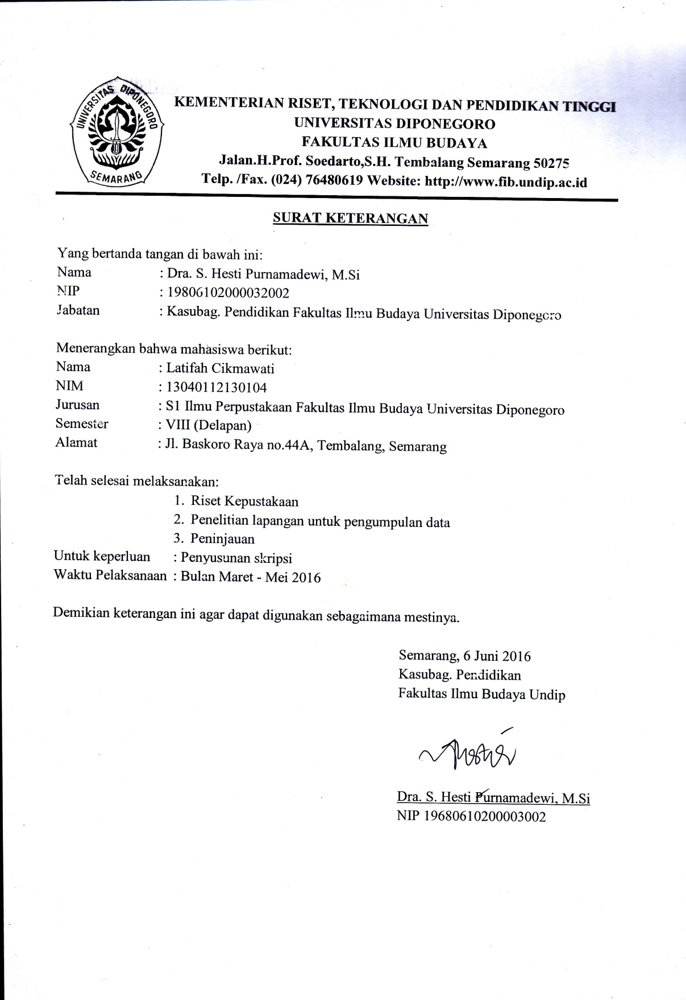 UNIVERSITAS DIPONEGORO
SEMARANG
KEMENTERIAN RISET, TEKNOLOGI DAN PENDIDIKAN TINGGI
UNIVERSITAS DIPONEGORO
FAKULTAS ILMU BUDAYA
Jalan.H.Prof. Soedarto,S.H. Tembalang Semarang 50275
Telp. /Fax. (024) 76480619 Website: http://www.fib.undip.ac.id
SURAT KETERANGAN
Yang bertanda tangan di bawah ini:
Nama : Dra. S. Hesti Purnamadewi, M.Si
NIP : 19806102000032002
Jabatan : Kasubag. Pendidikan Fakultas Ilmu Budaya Universitas Diponegoro
Menerangkan bahwa mahasiswa berikut:
Nama : Latifah Cikmawati
NIM : 13040112130104
Jurusan : S1 Ilmu Perpustakaan Fakultas Ilmu Budaya Universitas Diponegoro
Semester : VIII (Delapan)
Alamat : Jl. Baskoro Raya no.44A, Tembalang, Semarang
Telah selesai melaksanakan:
1. Riset Kepustakaan
2. Penelitian lapangan untuk pengumpulan data
3. Peninjauan
Untuk keperluan : Penyusunan skripsi
Waktu Pelaksanaan : Bulan Maret - Mei 2016
Demikian keterangan ini agar dapat digunakan sebagaimana mestinya.
Semarang, 6 Juni 2016
Kasubag. Pendidikan
Fakultas Ilmu Budaya Undip
Dra. S. Hesti Purnamadewi, M.Si
NIP 19680610200003002